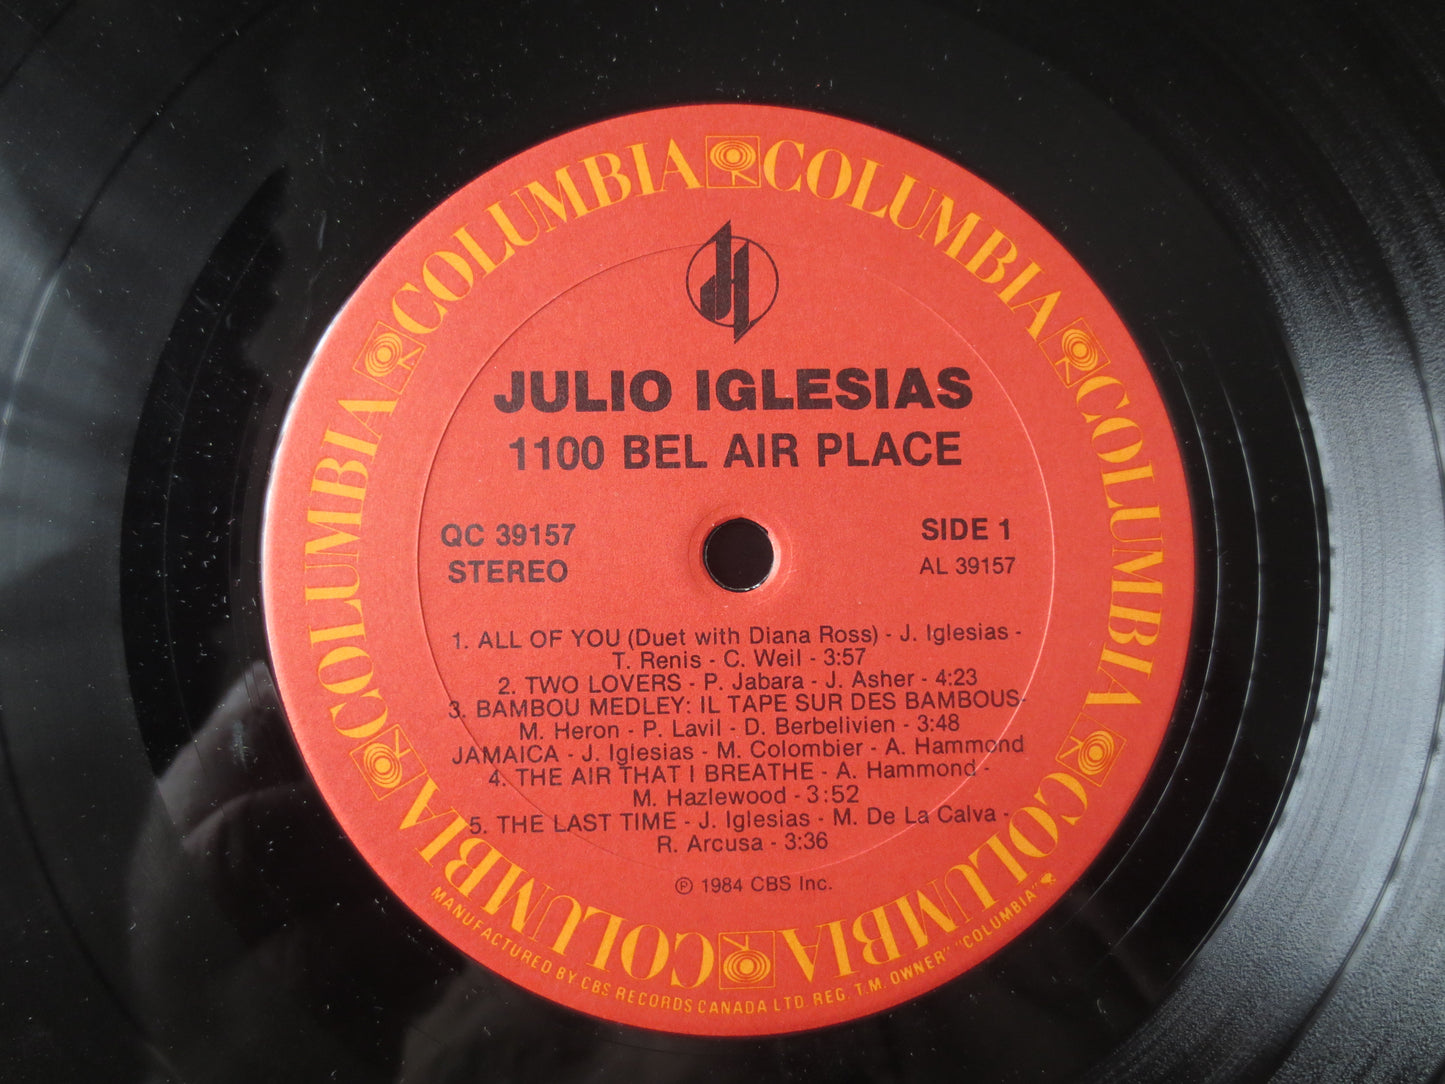 COLUMBIA COLUMBIA COLUMBIA COLUMBIA COLUMBIA COLUMBIA
JULIO IGLESIAS
1100 BEL AIR PLACE
QC 39157
STEREO
SIDE 1
AL 39157
1. ALL OF YOU (Duet with Diana Ross) - J. Iglesias -
T. Renis - C. Weil - 3:57
2. TWO LOVERS - P. Jabara - J. Asher - 4:23
3. BAMBOU MEDLEY: IL TAPE SUR DES BAMBOUS-
M. Heron - P. Lavil - D. Berbelivien - 3:48
JAMAICA - J. Iglesias - M. Colombier - A. Hammond
4. THE AIR THAT I BREATHE - A. Hammond -
M. Hazlewood - 3:52
5. THE LAST TIME - J. Iglesias - M. De La Calva -
R. Arcusa - 3:36
℗ 1984 CBS Inc.
COLUMBIA COLUMBIA
MANUFACTURED BY CBS RECORDS CANADA LTD. REG. T.M. OWNER" "COLUMBIA"